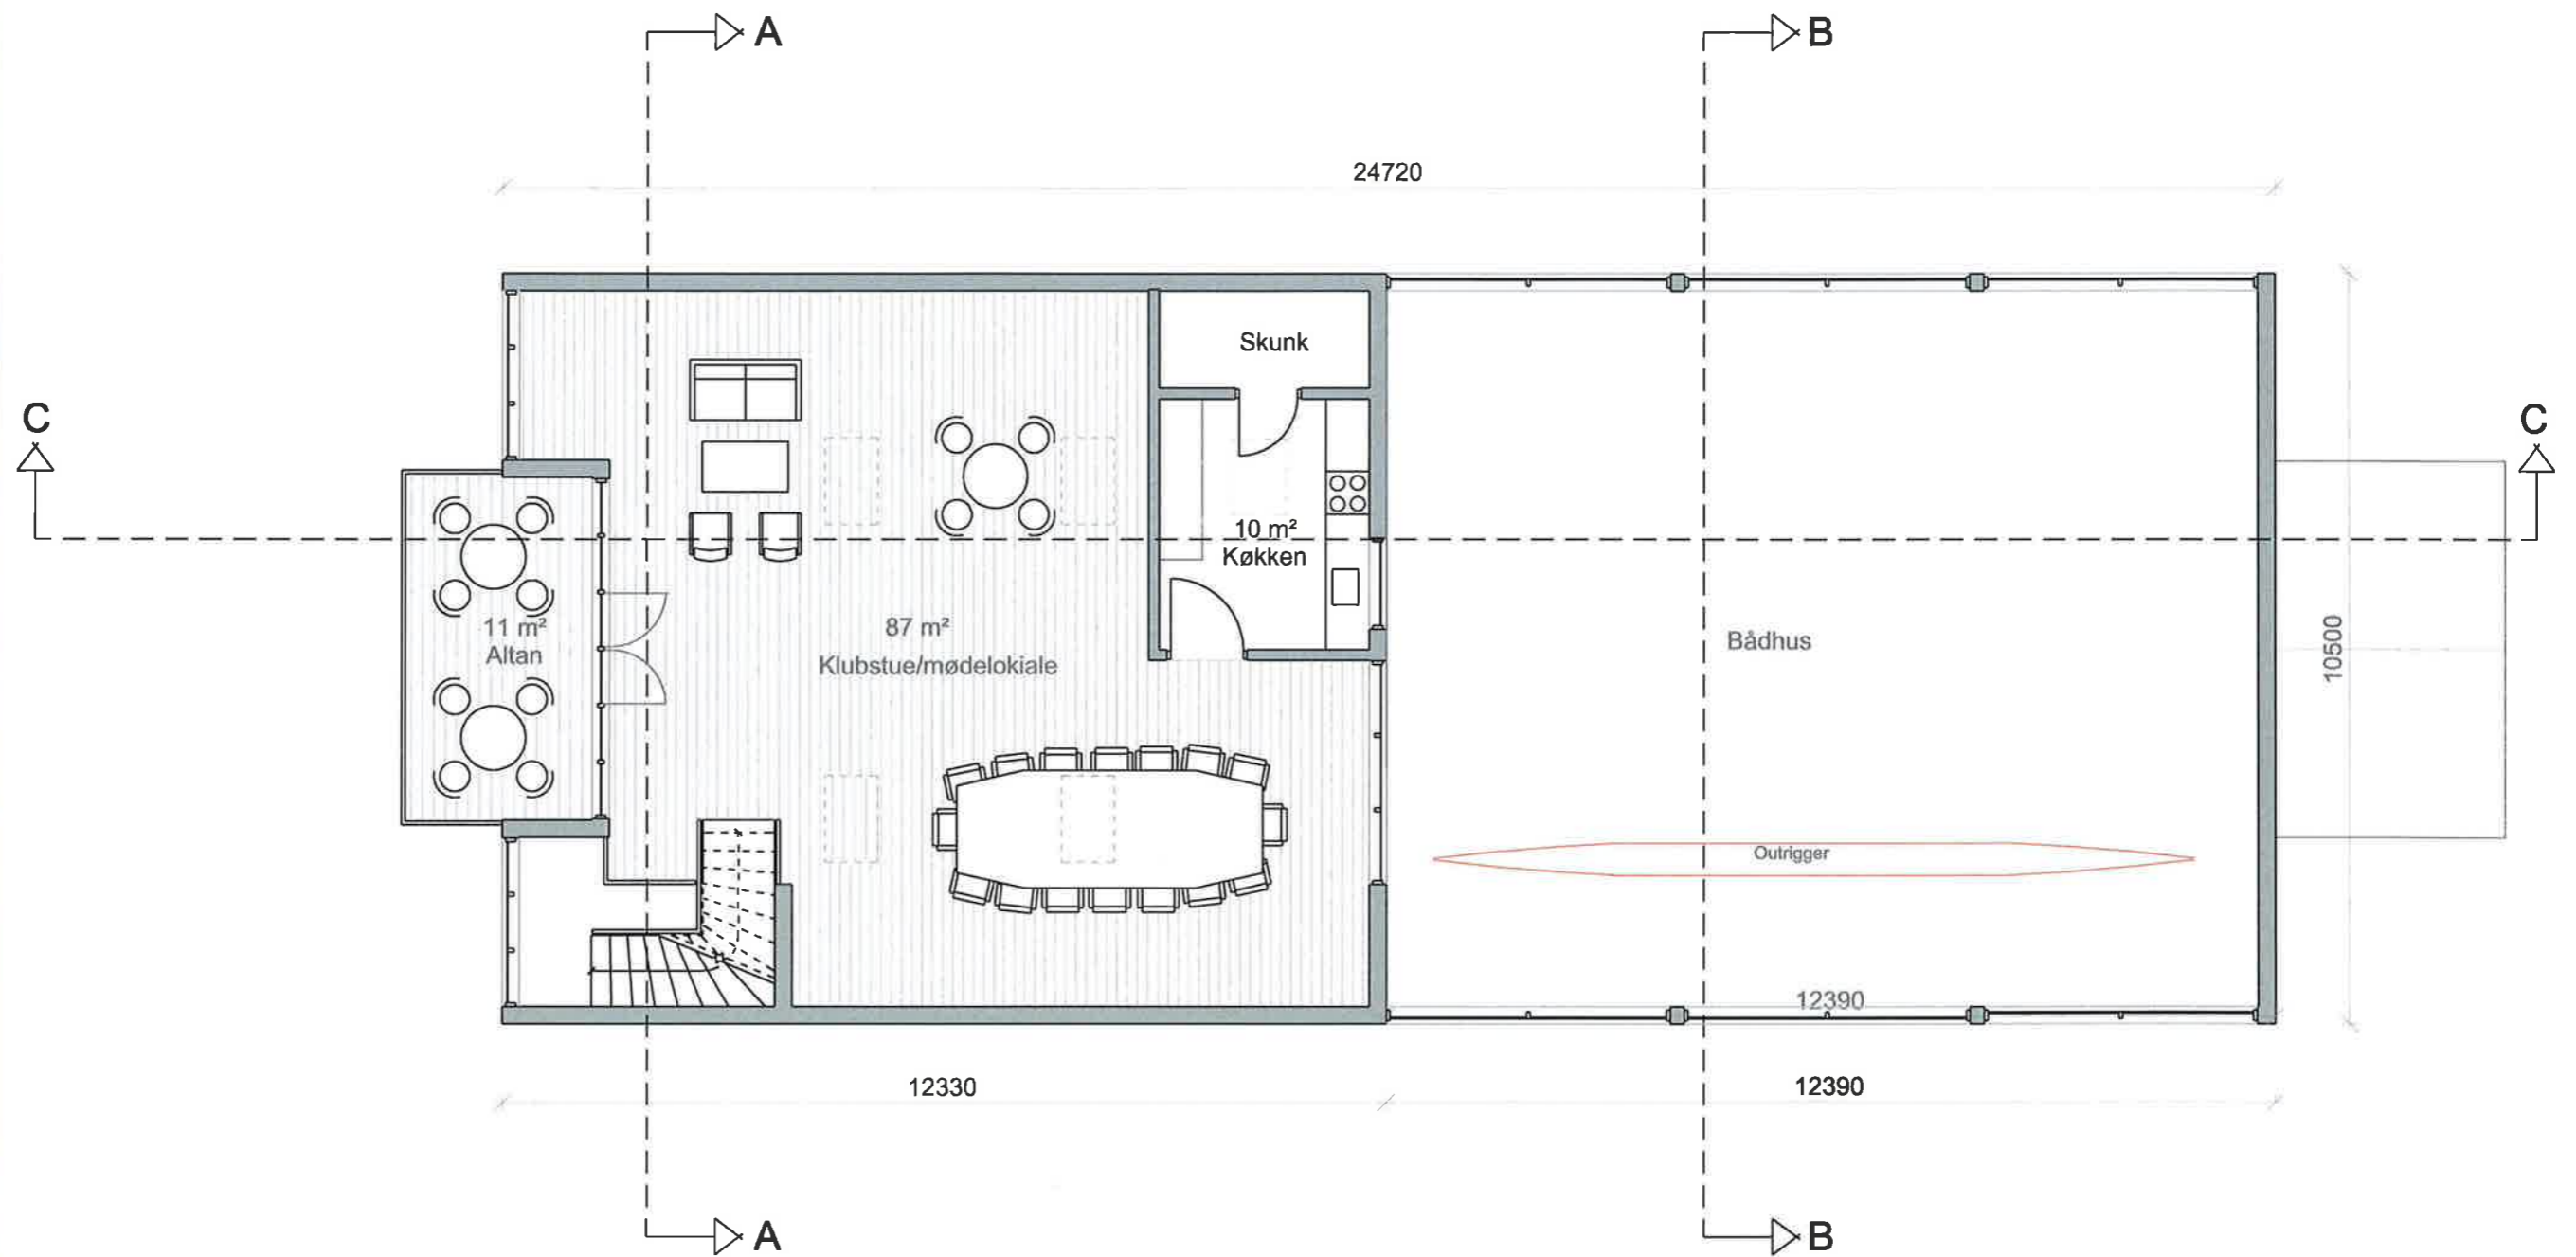 A
B
24720
Skunk
C
C
10 m²
Køkken
11 m²
Altan
87 m²
Klubstue/mødelokiale
Bådhus
10500
Outrigger
12390
12330
12390
A
B